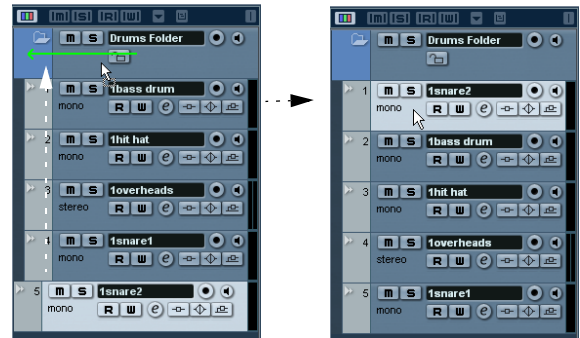 M S R W
m S Drums Folder
1 m S 1bass drum
mono R W e
2 m S 1hit hat
mono R W e
3 m S 1overheads
stereo R W e
4 m S 1snare1
mono R W e
5 m S 1snare2
mono R W e
M S R W
m S Drums Folder
1 m S 1snare2
mono R W e
2 m S 1bass drum
mono R W e
3 m S 1hit hat
mono R W e
4 m S 1overheads
stereo R W e
5 m S 1snare1
mono R W e